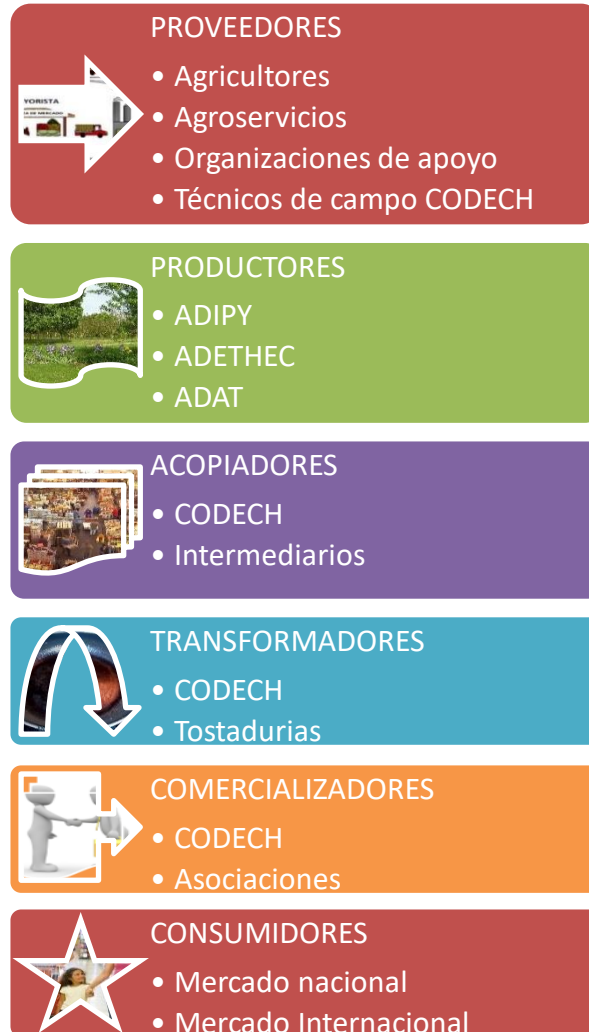 PROVEEDORES
• Agricultores
• Agroservicios
• Organizaciones de apoyo
• Técnicos de campo CODECH
YORISTA
PRODUCTORES
• ADIPY
• ADETHEC
• ADAT
ACOPIADORES
• CODECH
• Intermediarios
TRANSFORMADORES
• CODECH
• Tostadurias
COMERCIALIZADORES
• CODECH
• Asociaciones
CONSUMIDORES
• Mercado nacional
• Mercado Internacional